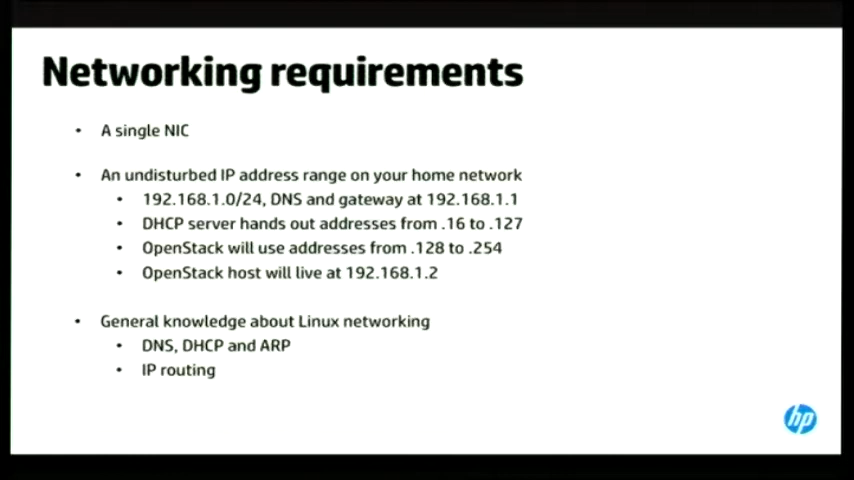 Networking requirements
• A single NIC
• An undisturbed IP address range on your home network
• 192.168.1.0/24, DNS and gateway at 192.168.1.1
• DHCP server hands out addresses from .16 to .127
• OpenStack will use addresses from .128 to .254
• OpenStack host will live at 192.168.1.2
• General knowledge about Linux networking
• DNS, DHCP and ARP
• IP routing
hp